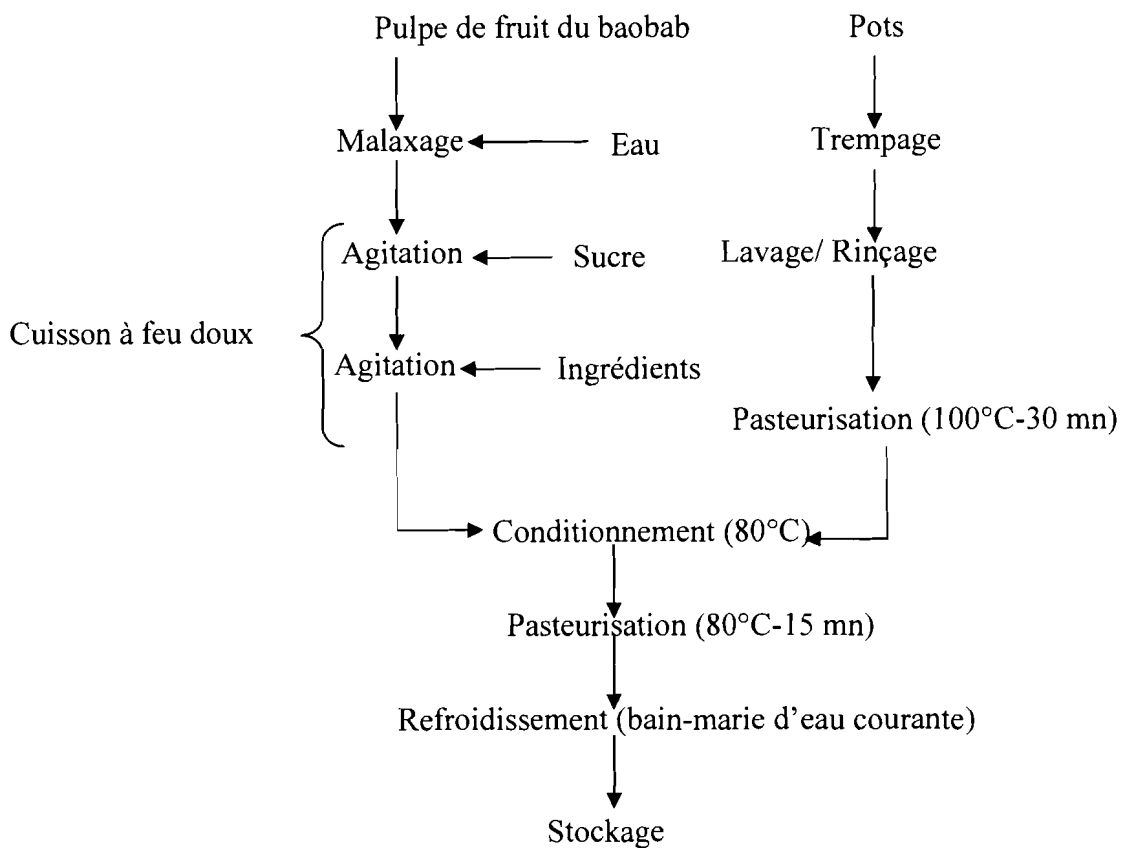 Pulpe de fruit du baobab
Pots
Malaxage
Eau
Trempage
Agitation
Sucre
Lavage/ Rinçage
Cuisson à feu doux
Agitation
Ingrédients
Pasteurisation (100°C-30 mn)
Conditionnement (80°C)
Pasteurisation (80°C-15 mn)
Refroidissement (bain-marie d'eau courante)
Stockage